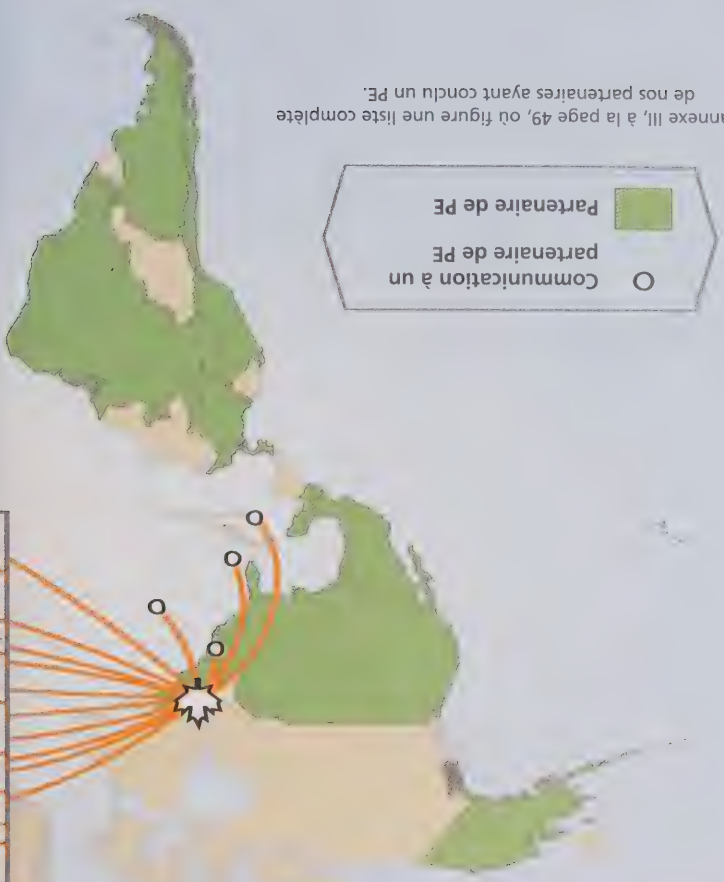 Communication à un
partenaire de PE
Partenaire de PE
annexe, III, à la page 49, où figure une liste complète
de nos partenaires ayant conclu un PE.